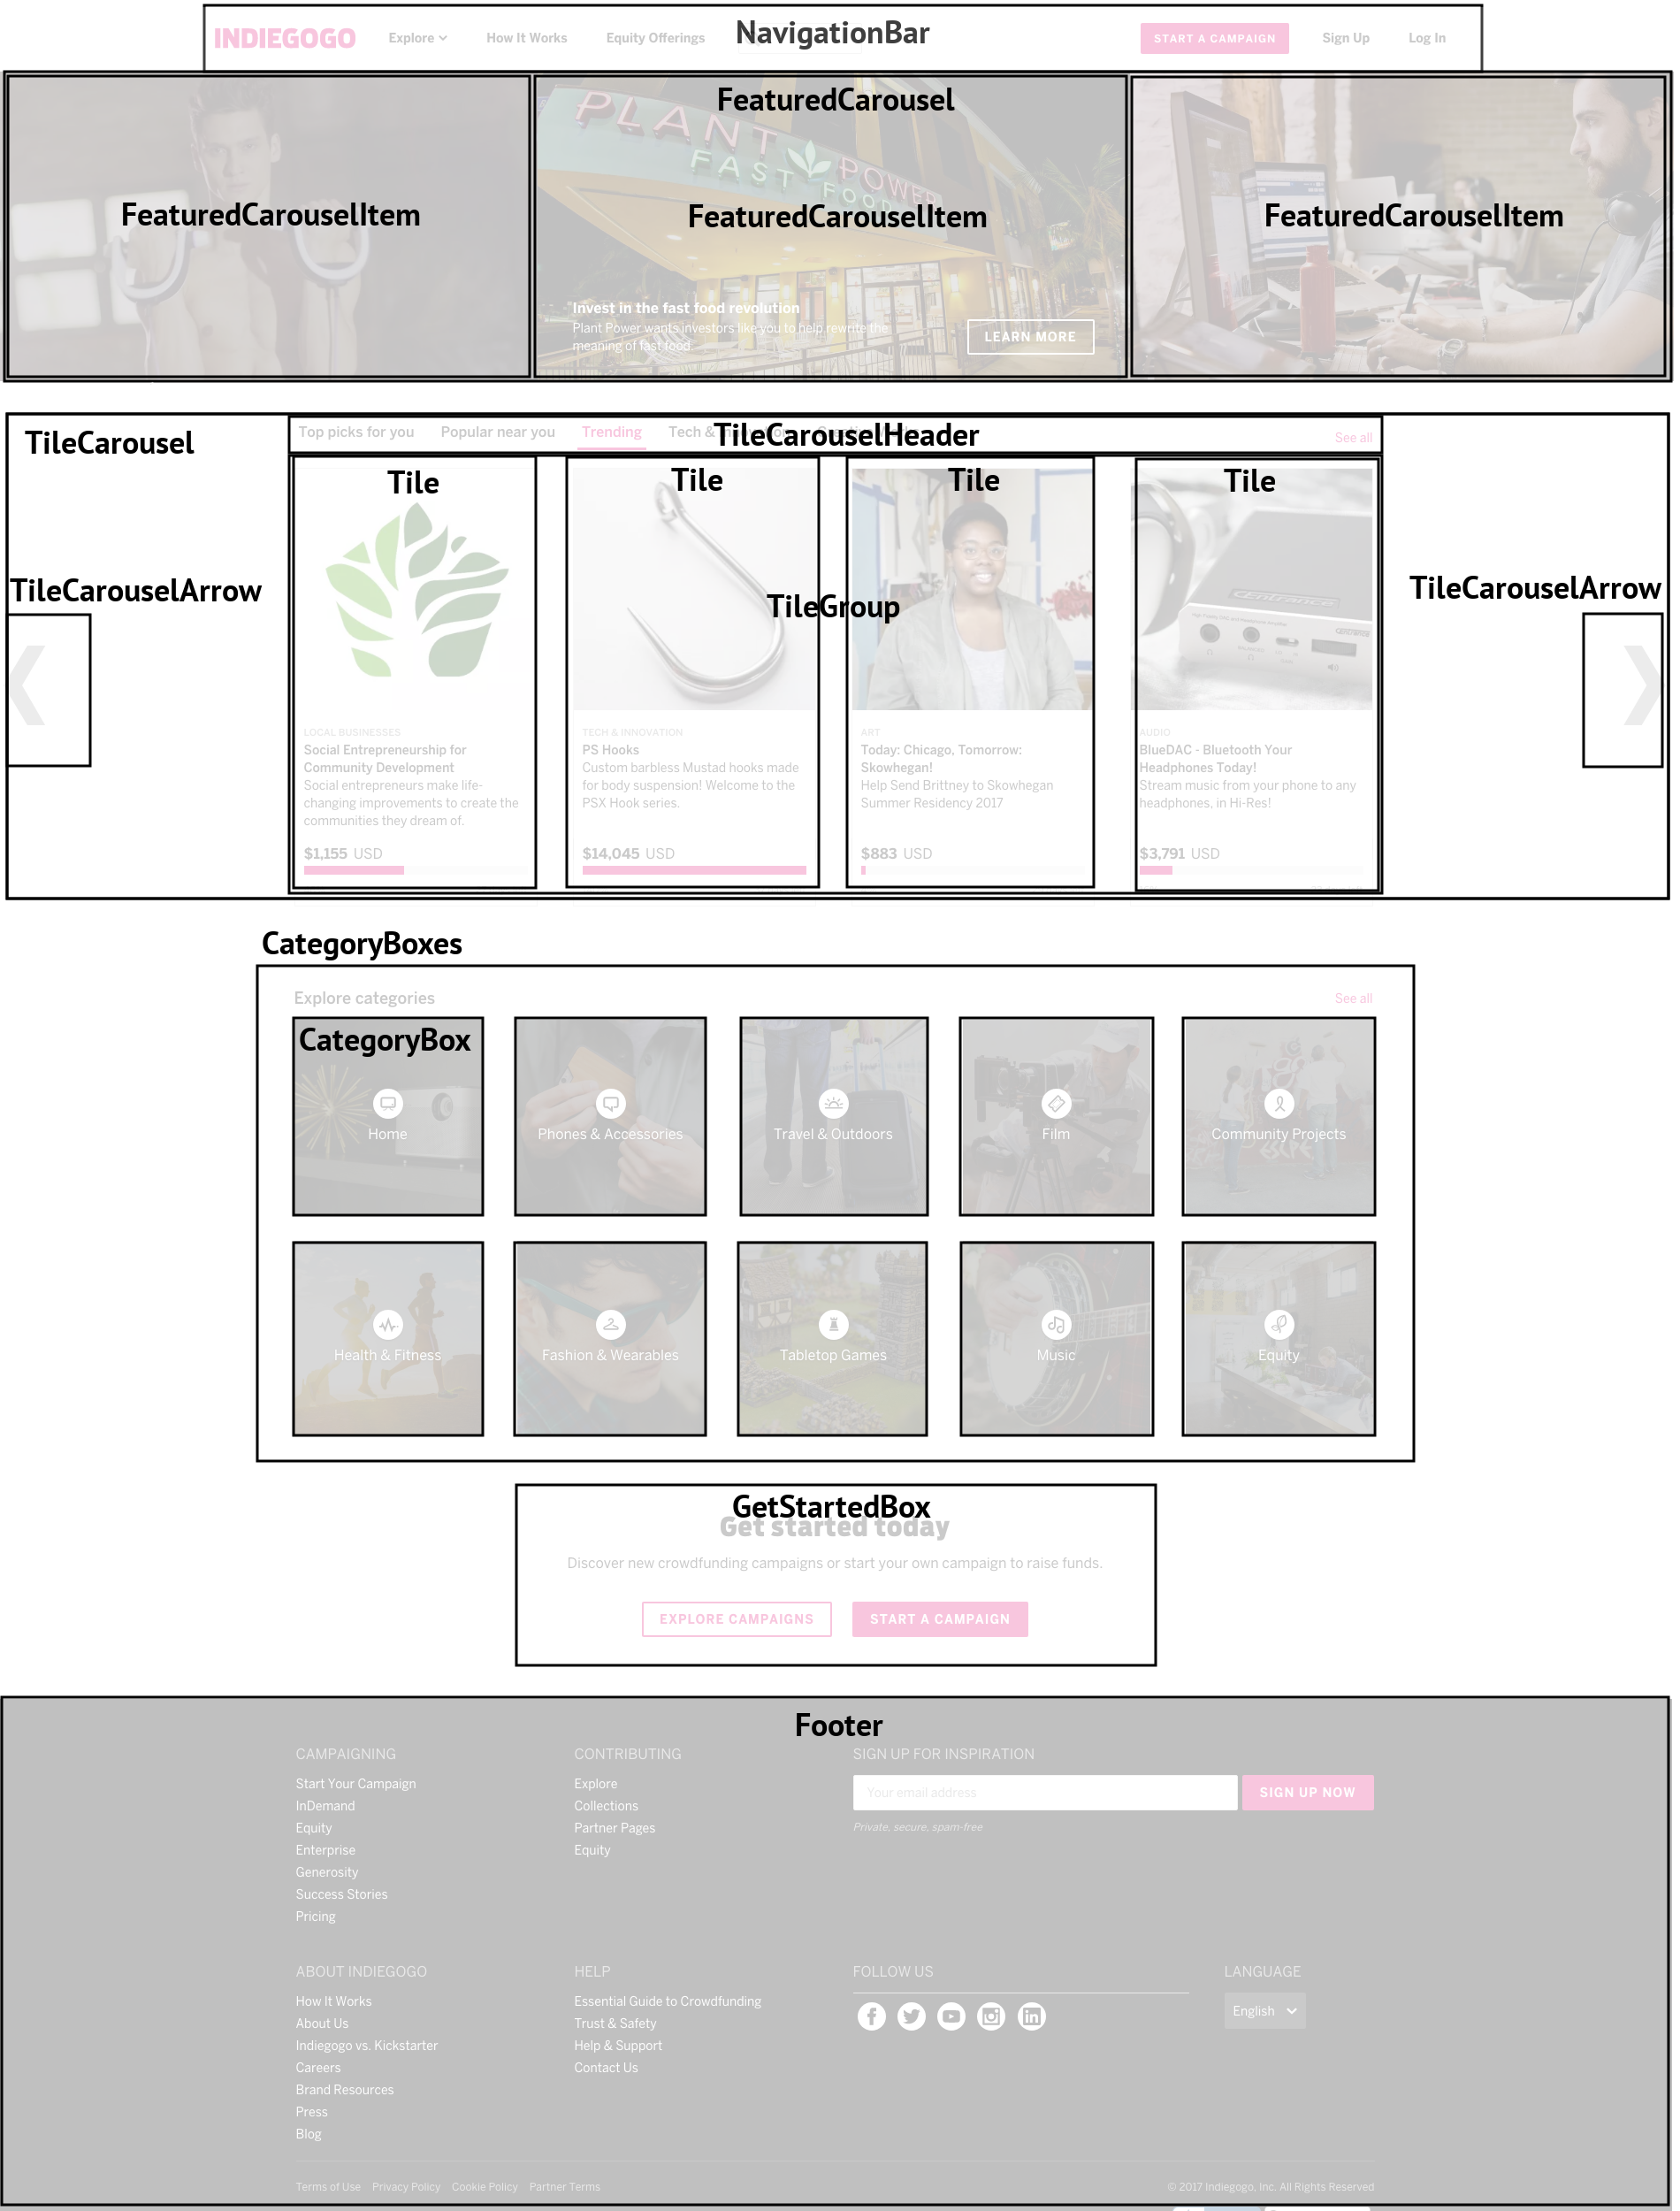 INDIEGOGO
Explore
How It Works
Equity Offerings
NavigationBar
START A CAMPAIGN
Sign Up
Log In
FeaturedCarousel
PLANT POWER
FAST FOOD
FeaturedCarouselItem
FeaturedCarouselItem
FeaturedCarouselItem
Invest in the fast food revolution
Plant Power wants investors like you to help rewrite the
meaning of fast food.
LEARN MORE
TileCarousel
Top picks for you
Popular near you
Trending
Tech &
TileCarouselHeader
See all
Tile
Tile
Tile
Tile
TileCarouselArrow
TileGroup
TileCarouselArrow
LOCAL BUSINESSES
Social Entrepreneurship for
Community Development
Social entrepreneurs make life-
changing improvements to create the
communities they dream of.
$1,155 USD
TECH & INNOVATION
PS Hooks
Custom barbless Mustad hooks made
for body suspension! Welcome to the
PSX Hook series.
$14,045 USD
ART
Today: Chicago, Tomorrow:
Skowhegan!
Help Send Brittney to Skowhegan
Summer Residency 2017
$883 USD
CEntrance
AUDIO
BlueDAC - Bluetooth Your
Headphones Today!
Stream music from your phone to any
headphones, in Hi-Res!
$3,791 USD
CategoryBoxes
Explore categories
See all
CategoryBox
Home
Phones & Accessories
Travel & Outdoors
Film
Community Projects
Health & Fitness
Fashion & Wearables
Tabletop Games
Music
Equity
GetStartedBox
Get started today
Discover new crowdfunding campaigns or start your own campaign to raise funds.
EXPLORE CAMPAIGNS
START A CAMPAIGN
Footer
CAMPAIGNING
Start Your Campaign
InDemand
Equity
Enterprise
Generosity
Success Stories
Pricing
CONTRIBUTING
Explore
Collections
Partner Pages
Equity
SIGN UP FOR INSPIRATION
Your email address
SIGN UP NOW
Private, secure, spam-free
ABOUT INDIEGOGO
How It Works
About Us
Indiegogo vs. Kickstarter
Careers
Brand Resources
Press
Blog
HELP
Essential Guide to Crowdfunding
Trust & Safety
Help & Support
Contact Us
FOLLOW US
LANGUAGE
English
Terms of Use
Privacy Policy
Cookie Policy
Partner Terms
© 2017 Indiegogo, Inc. All Rights Reserved